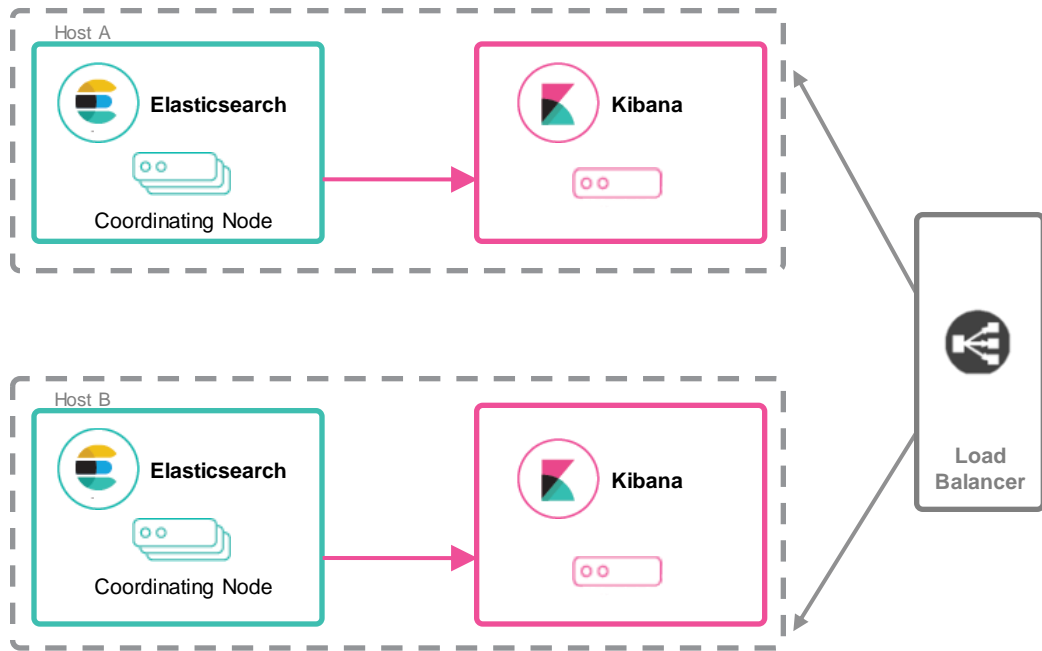 Host A
Elasticsearch
Kibana
Coordinating Node
Host B
Elasticsearch
Kibana
Coordinating Node
Load
Balancer